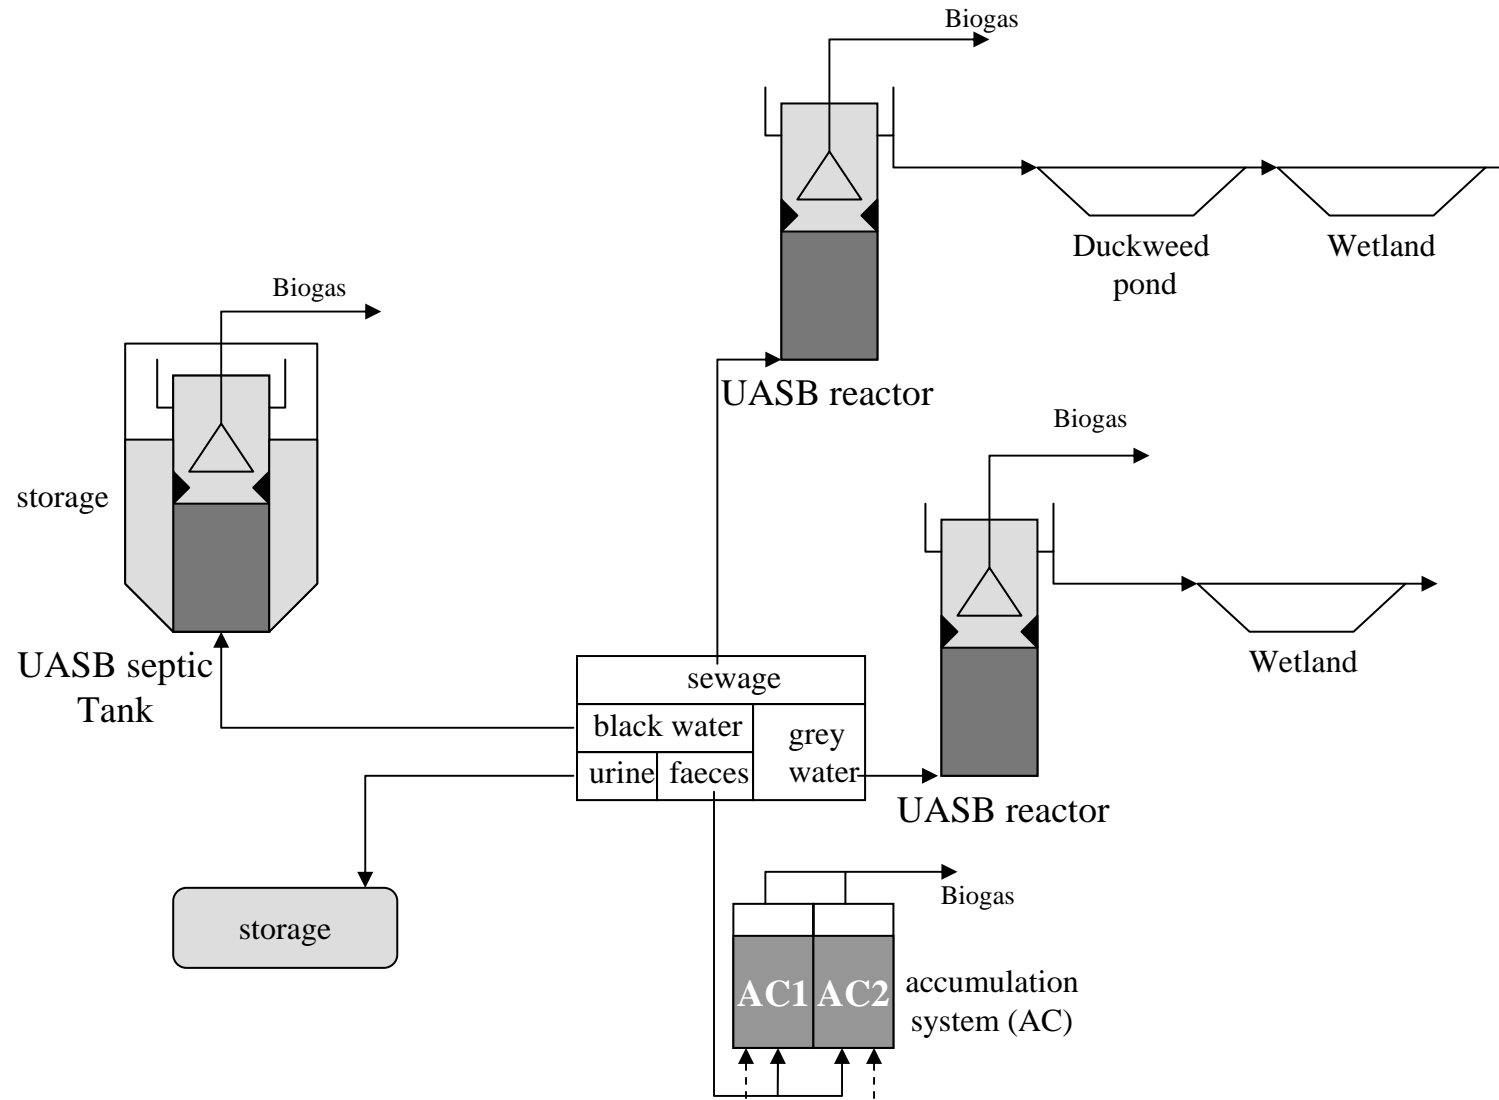 Biogas
Duckweed
pond
Wetland
Biogas
UASB reactor
Biogas
storage
UASB septic
Tank
sewage
black water
grey
water
urine
faeces
Wetland
UASB reactor
storage
Biogas
AC1
AC2
accumulation
system (AC)